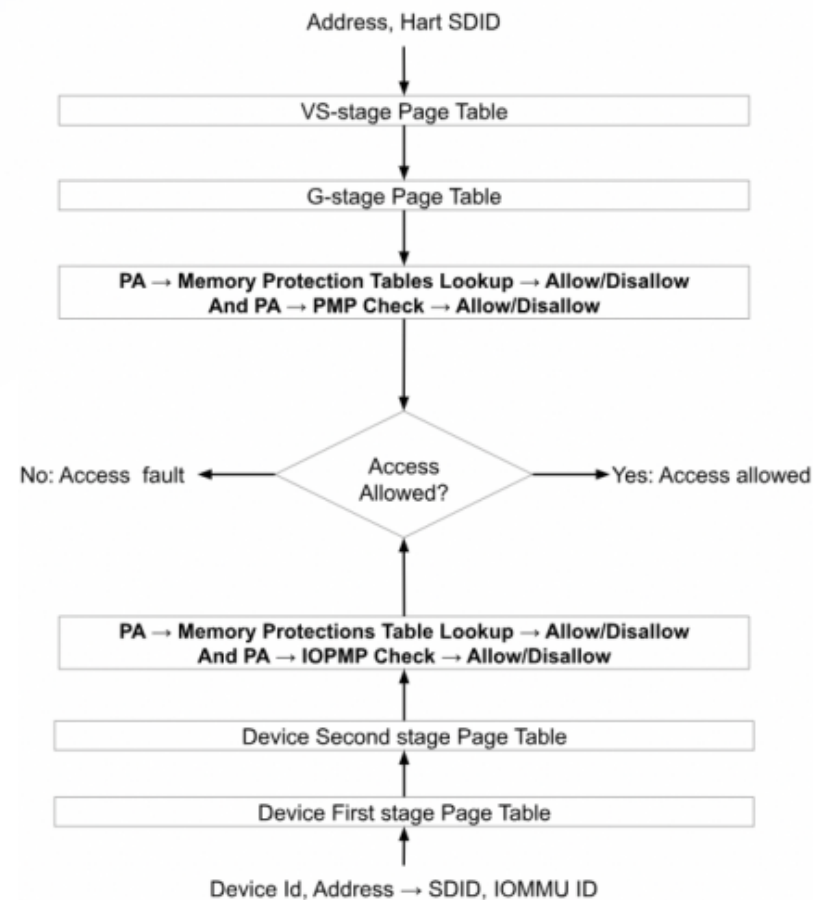 Address, Hart SDID
VS-stage Page Table
G-stage Page Table
PA → Memory Protection Tables Lookup → Allow/Disallow
And PA → PMP Check → Allow/Disallow
Access
Allowed?
No: Access fault
Yes: Access allowed
PA → Memory Protections Table Lookup → Allow/Disallow
And PA → IOPMP Check → Allow/Disallow
Device Second stage Page Table
Device First stage Page Table
Device Id, Address → SDID, IOMMU ID